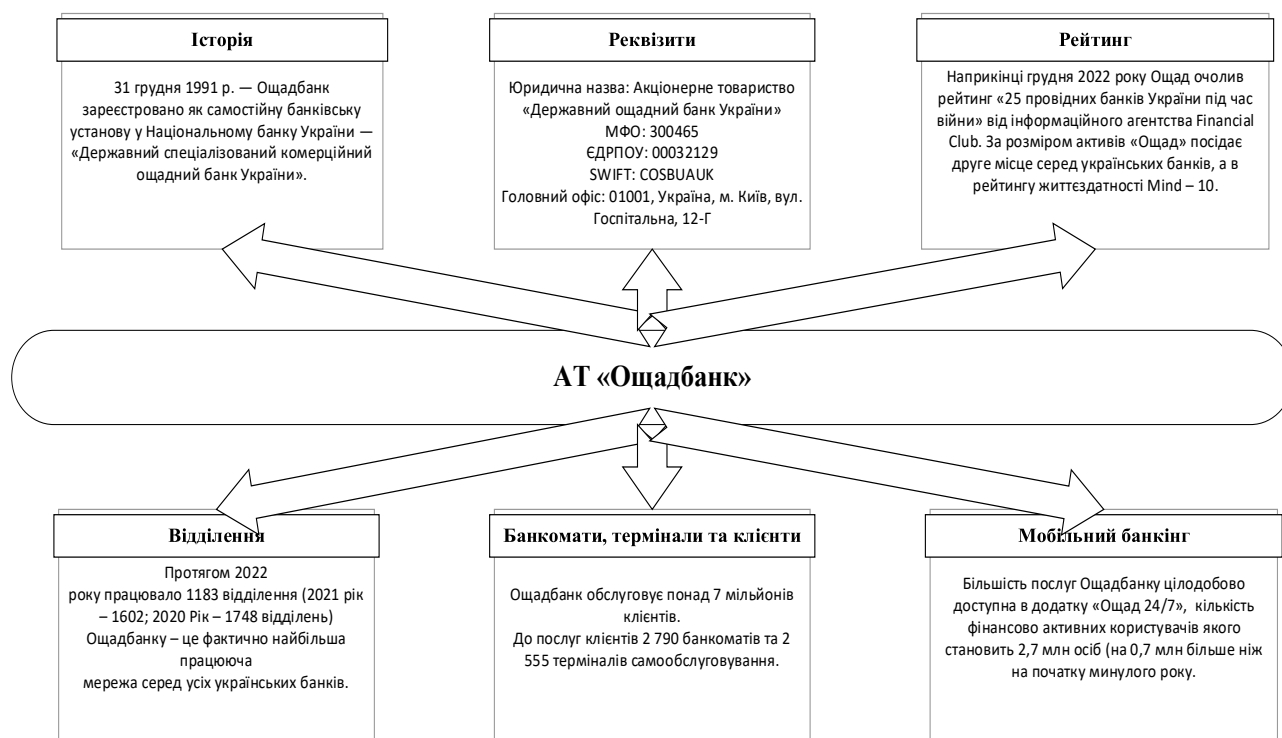 Історія
31 грудня 1991 р. — Ощадбанк
зареєстровано як самостійну банківську
установу у Національному банку України —
«Державний спеціалізований комерційний
ощадний банк України».
Реквізити
Юридична назва: Акціонерне товариство
«Державний ощадний банк України»
МФО: 300465
ЄДРПОУ: 00032129
SWIFT: COSBUAUK
Головний офіс: 01001, Україна, м. Київ, вул.
Госпітальна, 12-Г
Рейтинг
Наприкінці грудня 2022 року Ощад очолив
рейтинг «25 провідних банків України під час
війни» від інформаційного агентства Financial
Club. За розміром активів «Ощад» посідає
друге місце серед українських банків, а в
рейтингу життєздатності Mind – 10.
АТ «Ощадбанк»
Відділення
Протягом 2022
року працювало 1183 відділення (2021 рік
– 1602; 2020 Рік – 1748 відділень)
Ощадбанку – це фактично найбільша
працююча
мережа серед усіх українських банків.
Банкомати, термінали та клієнти
Ощадбанк обслуговує понад 7 мільйонів
клієнтів.
До послуг клієнтів 2 790 банкоматів та 2
555 терміналів самообслуговування.
Мобільний банкінг
Більшість послуг Ощадбанку цілодобово
доступна в додатку «Ощад 24/7», кількість
фінансово активних користувачів якого
становить 2,7 млн осіб (на 0,7 млн більше ніж
на початку минулого року.